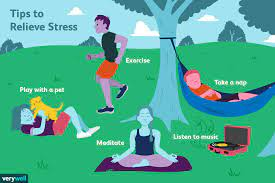 Tips to
Relieve Stress
Exercise
Take a nap
Play with a pet
Meditate
Listen to music
verywell